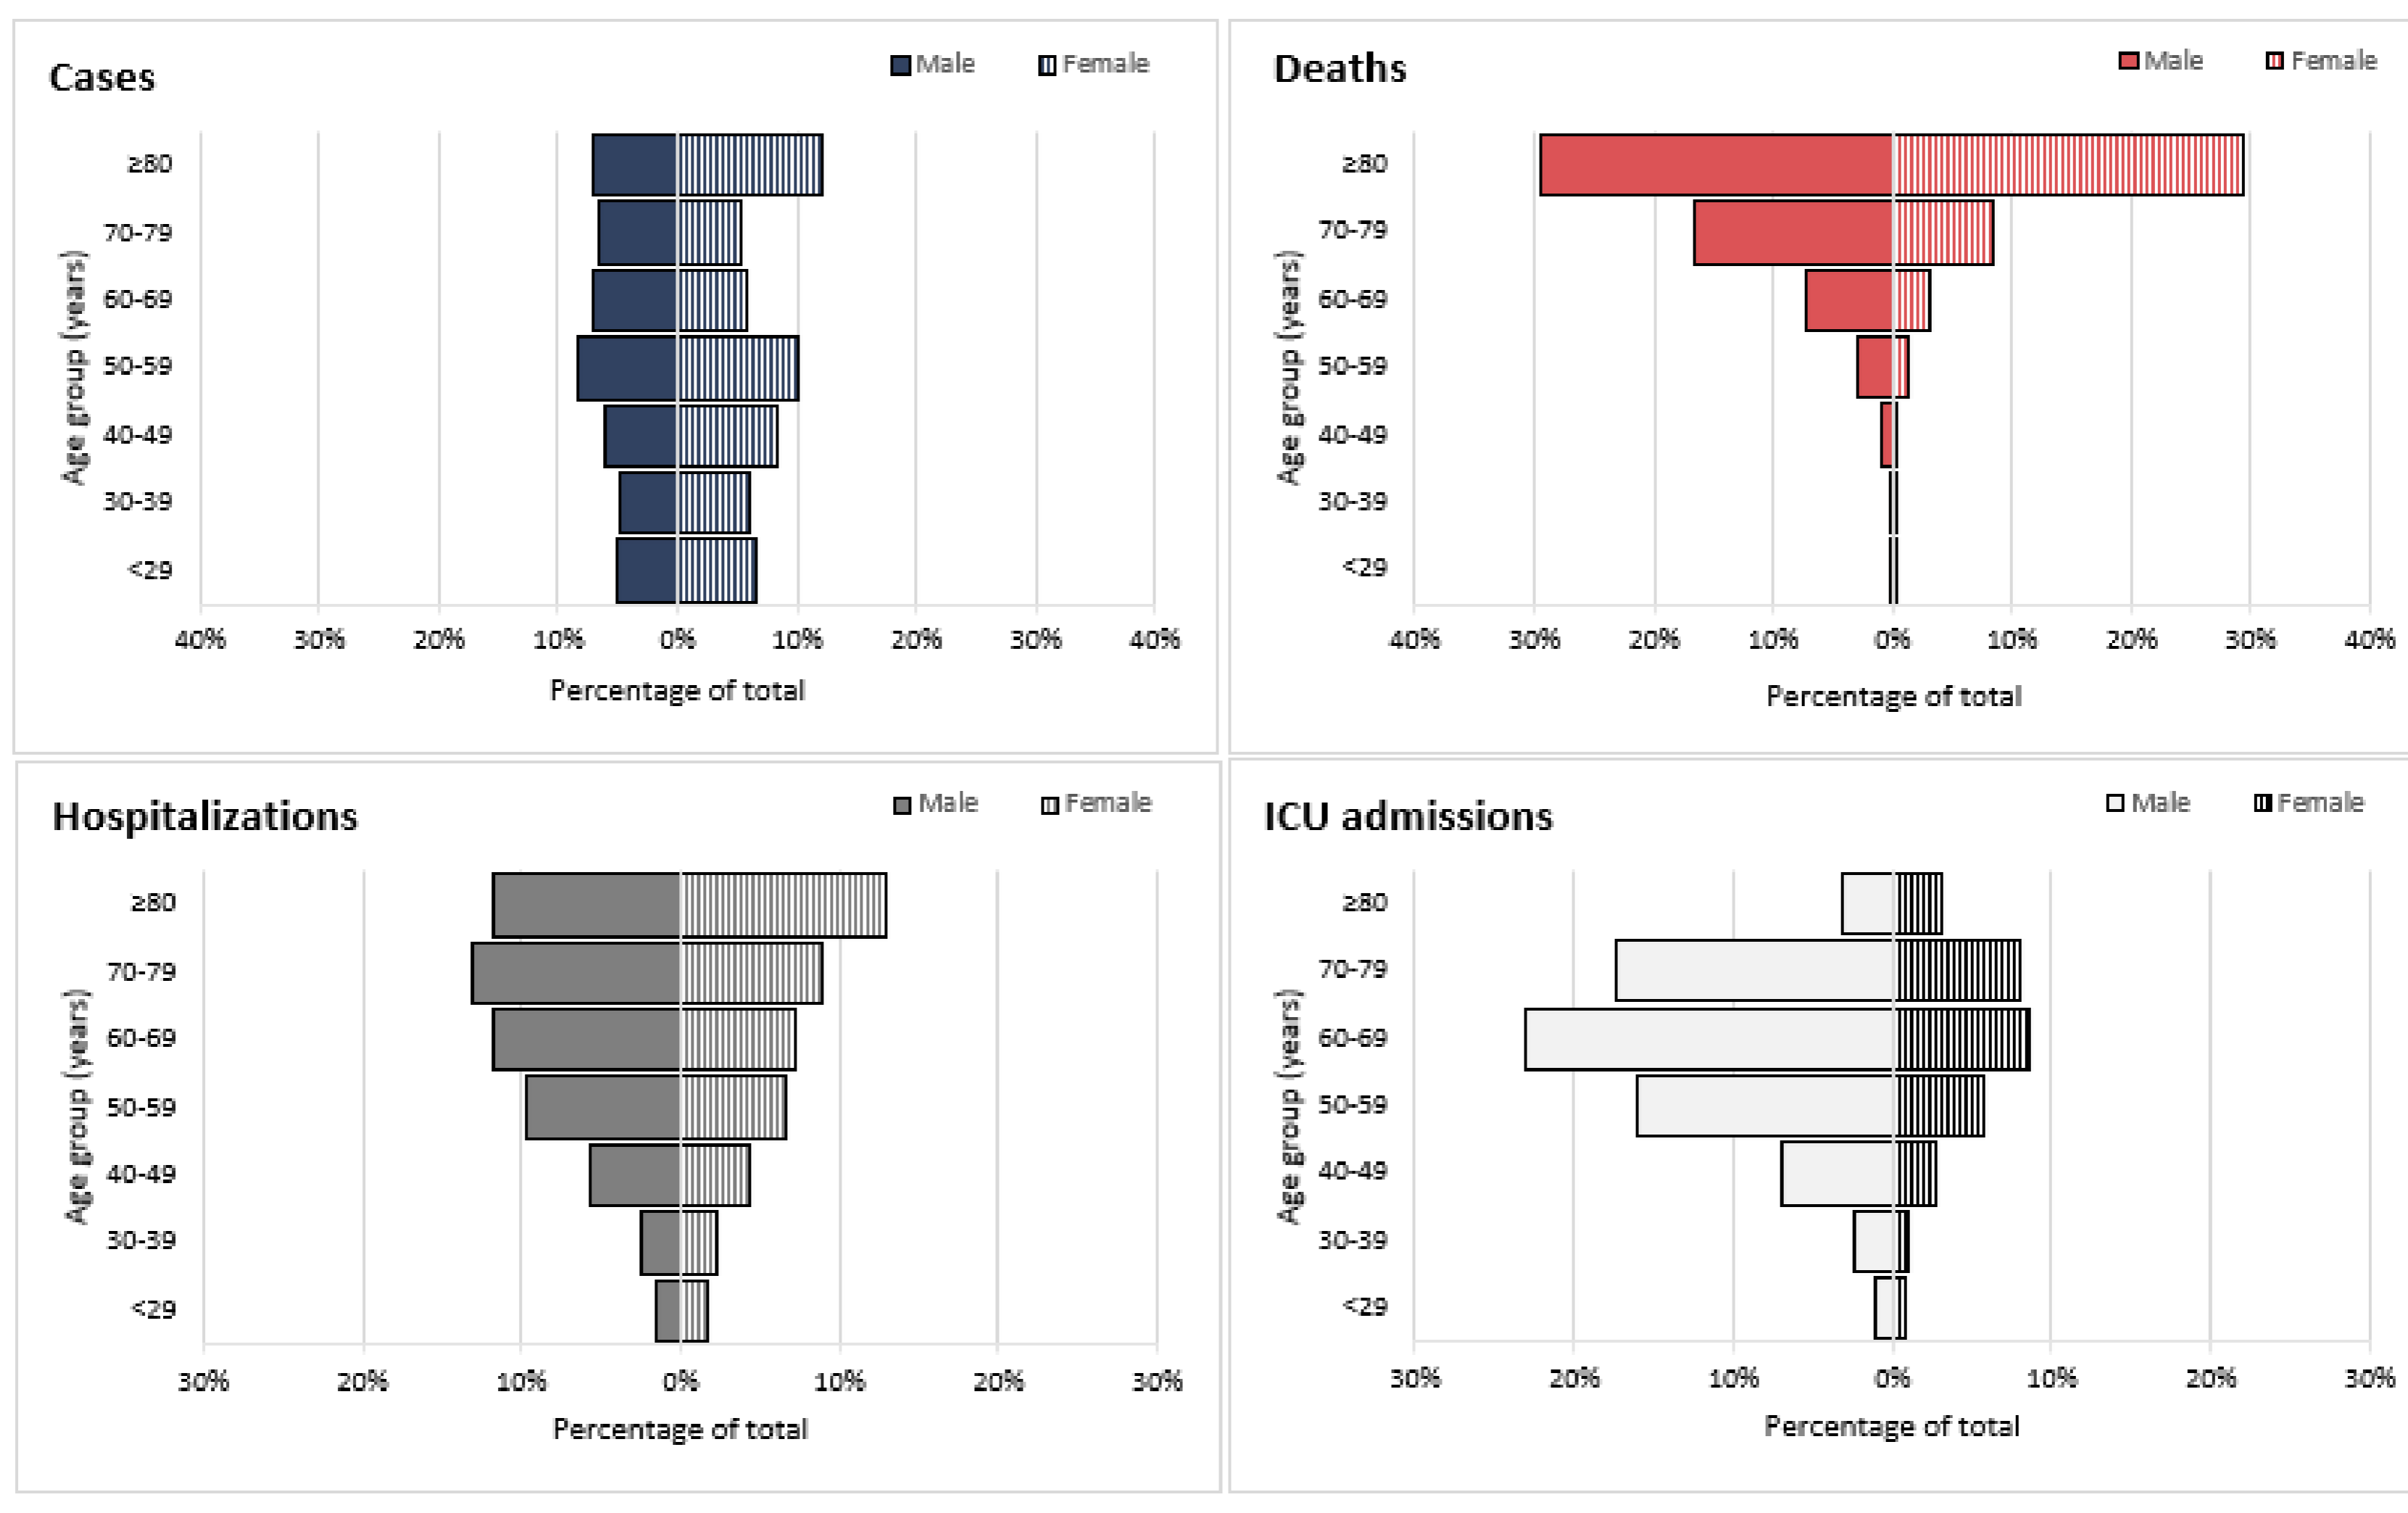 Cases
Male Female
Age group (years)
≥80
70-79
60-69
50-59
40-49
30-39
<29
40% 30% 20% 10% 0% 10% 20% 30% 40%
Percentage of total
Deaths
Male Female
Age group (years)
≥80
70-79
60-69
50-59
40-49
30-39
<29
40% 30% 20% 10% 0% 10% 20% 30% 40%
Percentage of total
Hospitalizations
Male Female
Age group (years)
≥80
70-79
60-69
50-59
40-49
30-39
<29
30% 20% 10% 0% 10% 20% 30%
Percentage of total
ICU admissions
Male Female
Age group (years)
≥80
70-79
60-69
50-59
40-49
30-39
<29
30% 20% 10% 0% 10% 20% 30%
Percentage of total